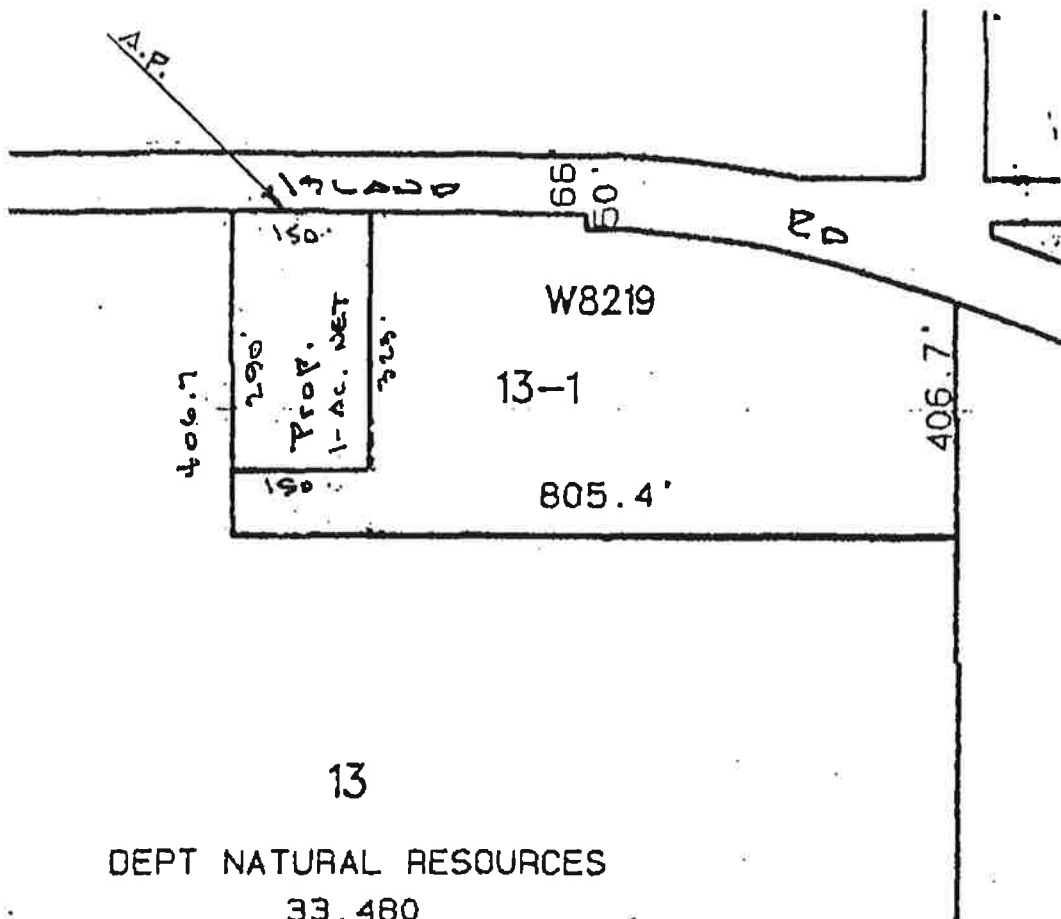 A.P.
ISLAND
66'
50'
RD
150'
W8219
406.7
290'
Prop.
1-AC. NET
323'
13-1
406.7'
150'
805.4'
13
DEPT NATURAL RESOURCES
33.480